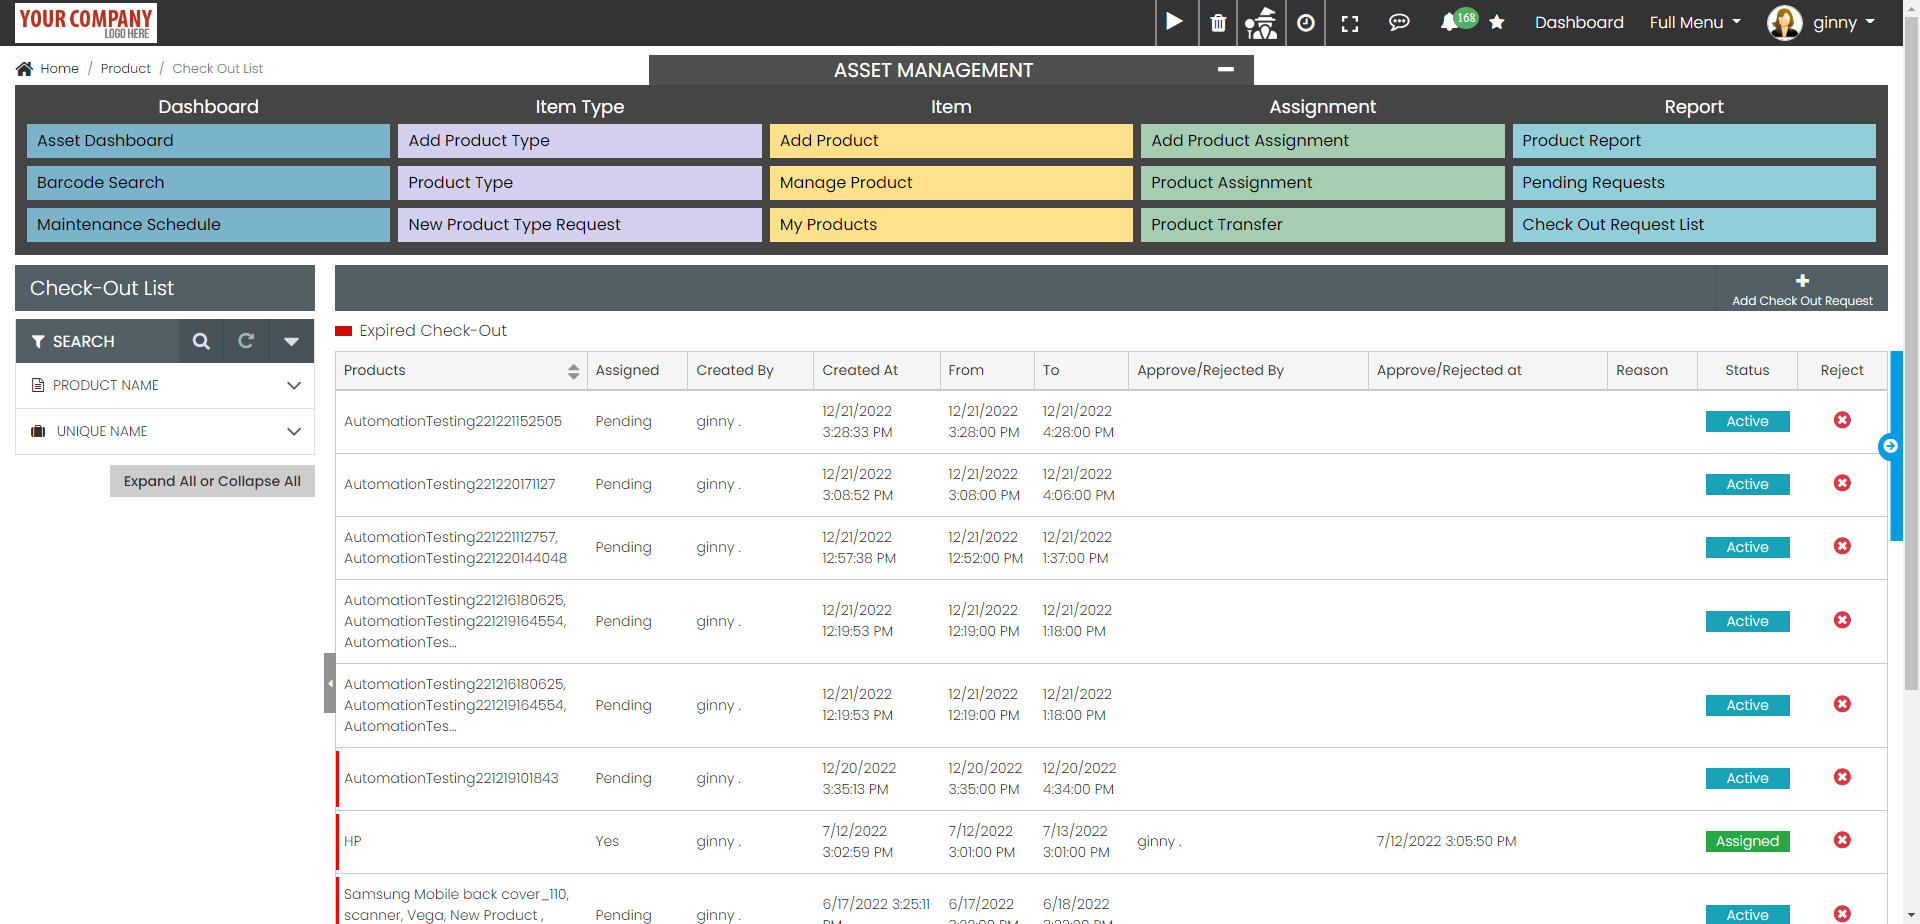 YOUR COMPANY
LOGO HERE
168
Dashboard
Full Menu
ginny
Home / Product / Check Out List
ASSET MANAGEMENT
Dashboard
Item Type
Item
Assignment
Report
Asset Dashboard
Add Product Type
Add Product
Add Product Assignment
Product Report
Barcode Search
Product Type
Manage Product
Product Assignment
Pending Requests
Maintenance Schedule
New Product Type Request
My Products
Product Transfer
Check Out Request List
Check-Out List
Add Check Out Request
SEARCH
PRODUCT NAME
UNIQUE NAME
Expand All or Collapse All
Expired Check-Out
Products Assigned Created By Created At From To Approve/Rejected By Approve/Rejected at Reason Status Reject
12/21/2022 12/21/2022 12/21/2022
AutomationTesting221221152505 Pending ginny . Active
3:28:33 PM 3:28:00 PM 4:28:00 PM
12/21/2022 12/21/2022 12/21/2022
AutomationTesting221220171127 Pending ginny . Active
3:08:52 PM 3:08:00 PM 4:06:00 PM
AutomationTesting221221112757, 12/21/2022 12/21/2022 12/21/2022
Pending ginny . Active
AutomationTesting221220144048 12:57:38 PM 12:52:00 PM 1:37:00 PM
AutomationTesting221216180625,
12/21/2022 12/21/2022 12/21/2022
AutomationTesting221219164554, Pending ginny . Active
12:19:53 PM 12:19:00 PM 1:18:00 PM
AutomationTes...
AutomationTesting221216180625,
12/21/2022 12/21/2022 12/21/2022
AutomationTesting221219164554, Pending ginny . Active
12:19:53 PM 12:19:00 PM 1:18:00 PM
AutomationTes...
12/20/2022 12/20/2022 12/20/2022
AutomationTesting221219101843 Pending ginny . Active
3:35:13 PM 3:35:00 PM 4:34:00 PM
7/12/2022 7/12/2022 7/13/2022
HP Yes ginny . ginny . 7/12/2022 3:05:50 PM Assigned
3:02:59 PM 3:01:00 PM 3:01:00 PM
Samsung Mobile back cover_110,
6/17/2022 3:25:11 6/17/2022 6/18/2022
scanner, Vega, New Product , Pending ginny . Active